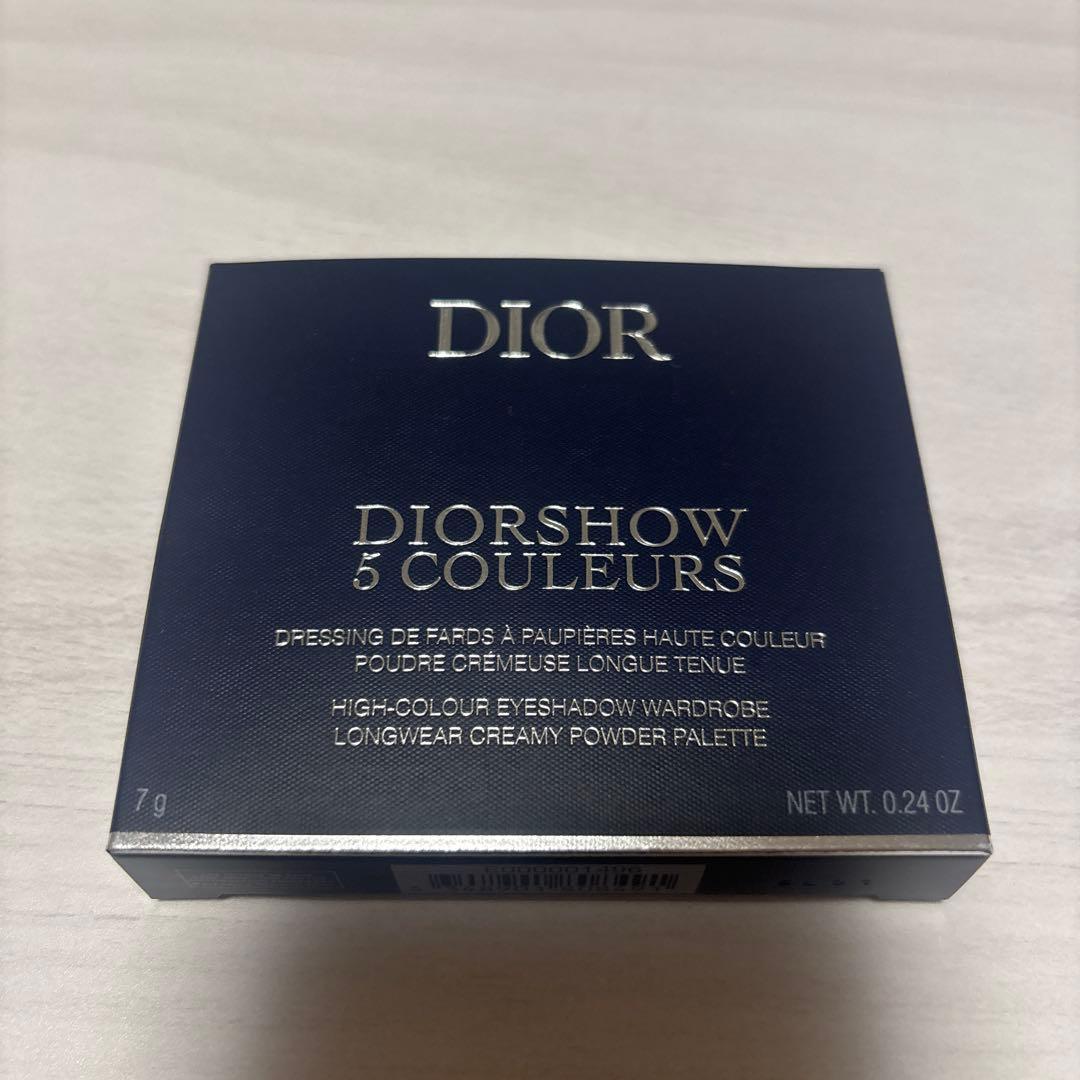 DIOR
DIORSHOW
5 COULEURS
DRESSING DE FARDS À PAUPIÈRES HAUTE COULEUR
POUDRE CRÉMEUSE LONGUE TENUE
HIGH-COLOUR EYESHADOW WARDROBE
LONGWEAR CREAMY POWDER PALETTE
7 g
NET WT. 0.24 OZ